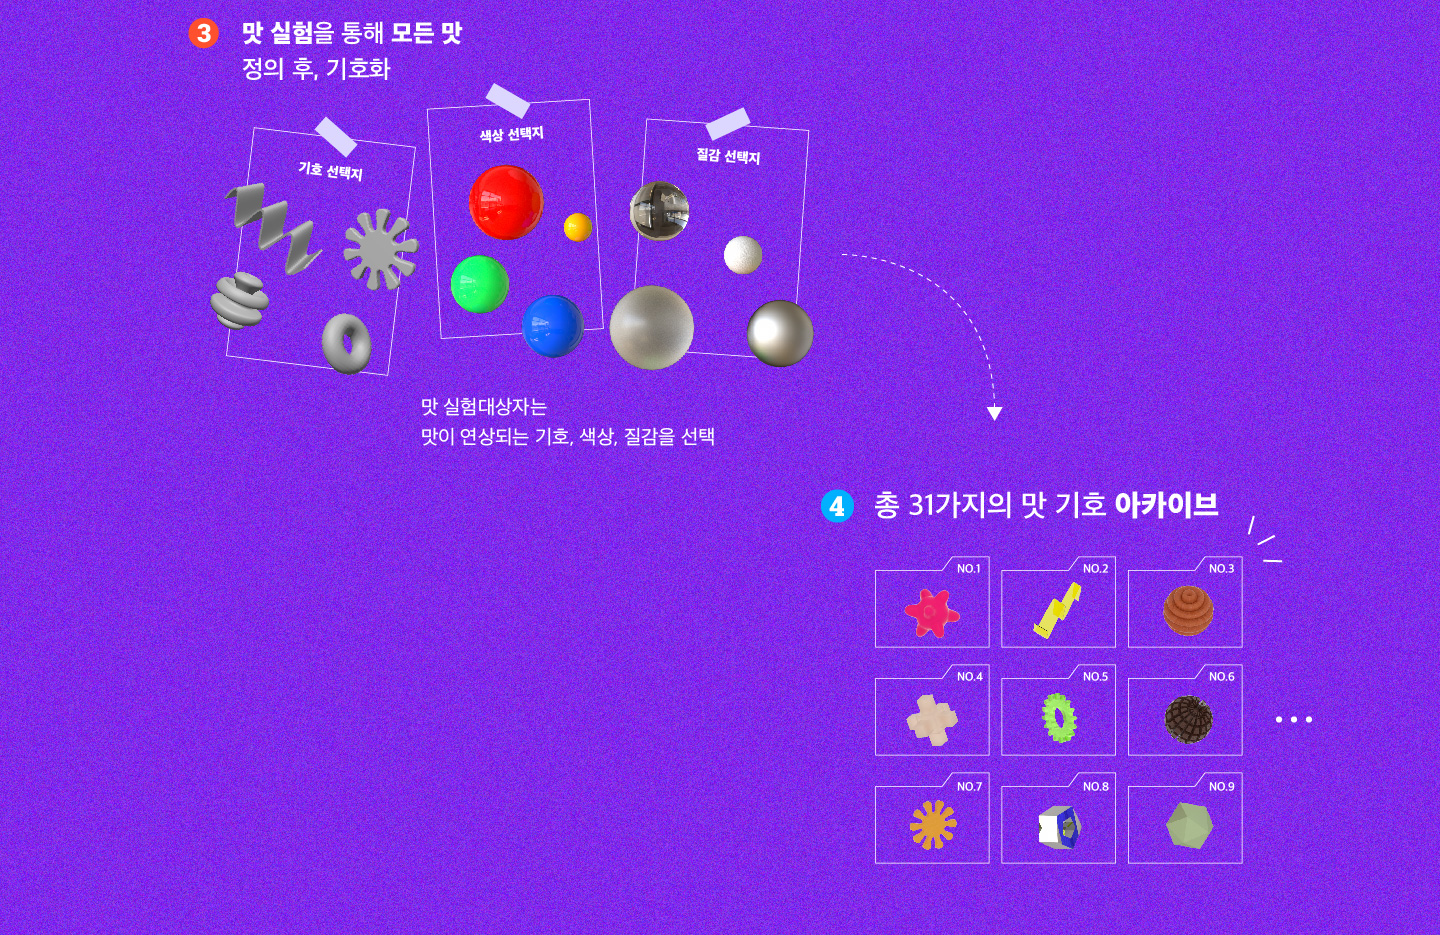 3 맛 실험을 통해 모든 맛
정의 후, 기호화
기호 선택지
색상 선택지
질감 선택지
맛 실험대상자는
맛이 연상되는 기호, 색상, 질감을 선택
4 총 31가지의 맛 기호 아카이브
NO.1
NO.2
NO.3
NO.4
NO.5
NO.6
NO.7
NO.8
NO.9